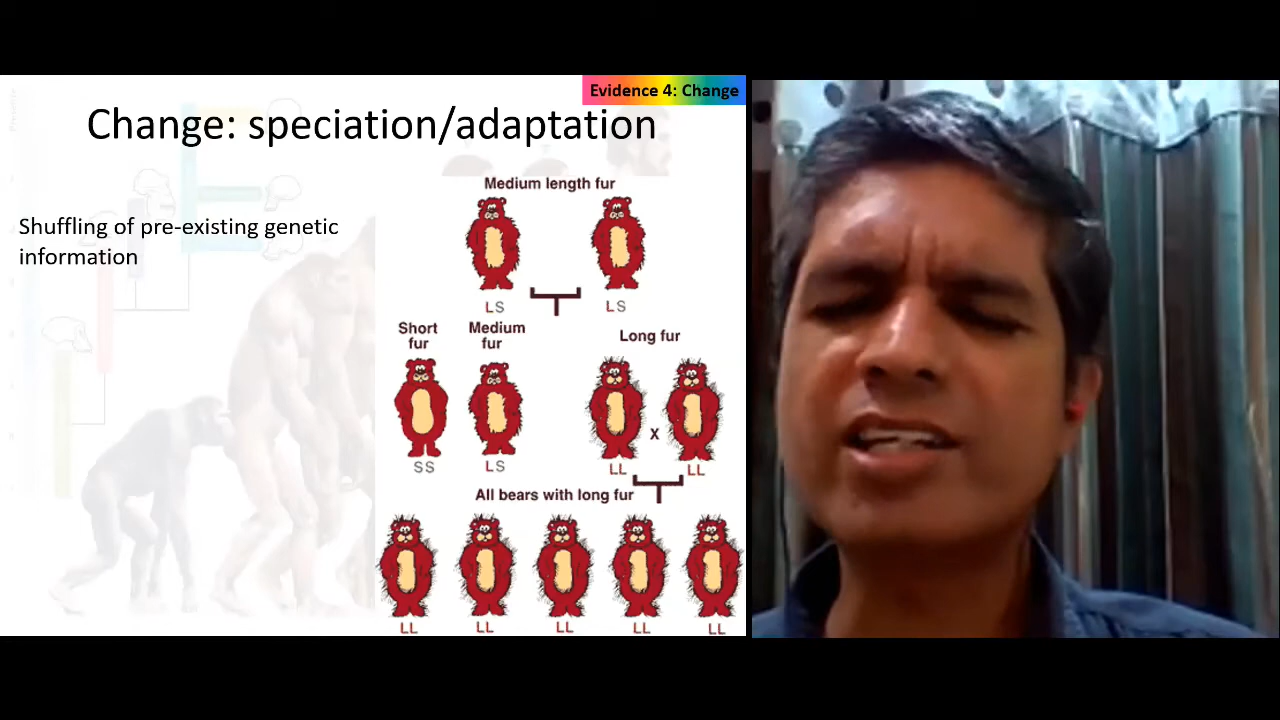 Evidence 4: Change
Change: speciation/adaptation
Shuffling of pre-existing genetic
information
Medium length fur
LS
LS
Short
fur
Medium
fur
Long fur
SS
LS
X
LL
LL
All bears with long fur
LL
LL
LL
LL
LL